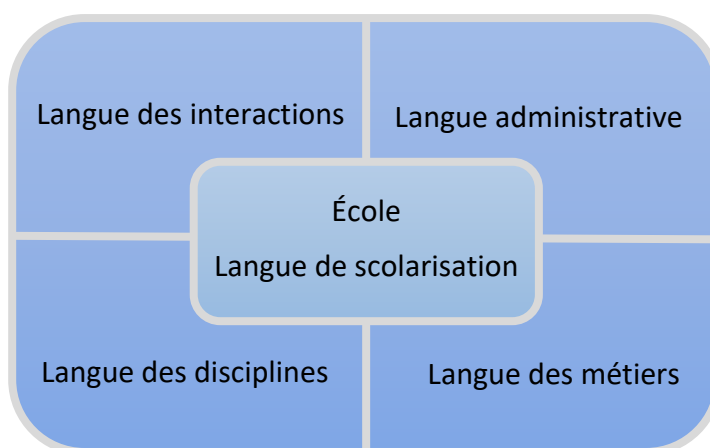 Langue des interactions
Langue administrative
École
Langue de scolarisation
Langue des disciplines
Langue des métiers